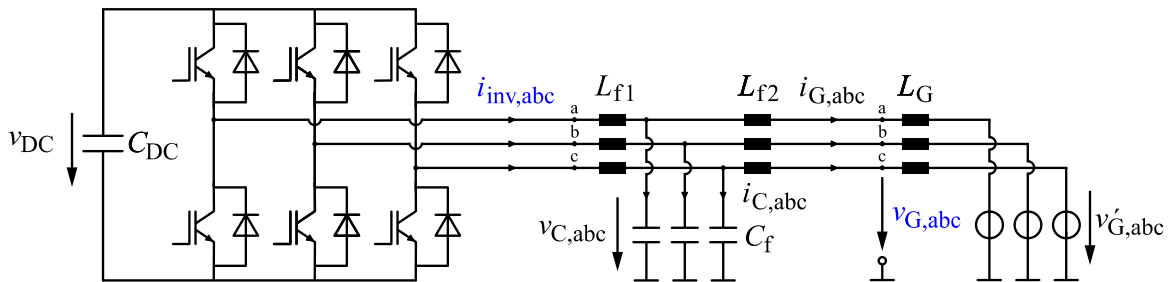 i_inv,abc
L_f1
L_f2
i_G,abc
L_G
a
a
b
b
c
c
v_DC
C_DC
v_C,abc
C_f
i_C,abc
v_G,abc
v′_G,abc